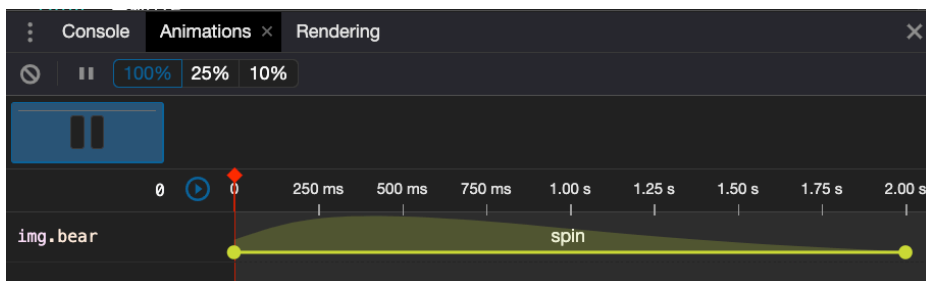 Console Animations × Rendering ×
100% 25% 10%
0 0 250 ms 500 ms 750 ms 1.00 s 1.25 s 1.50 s 1.75 s 2.00 s
img.bear spin